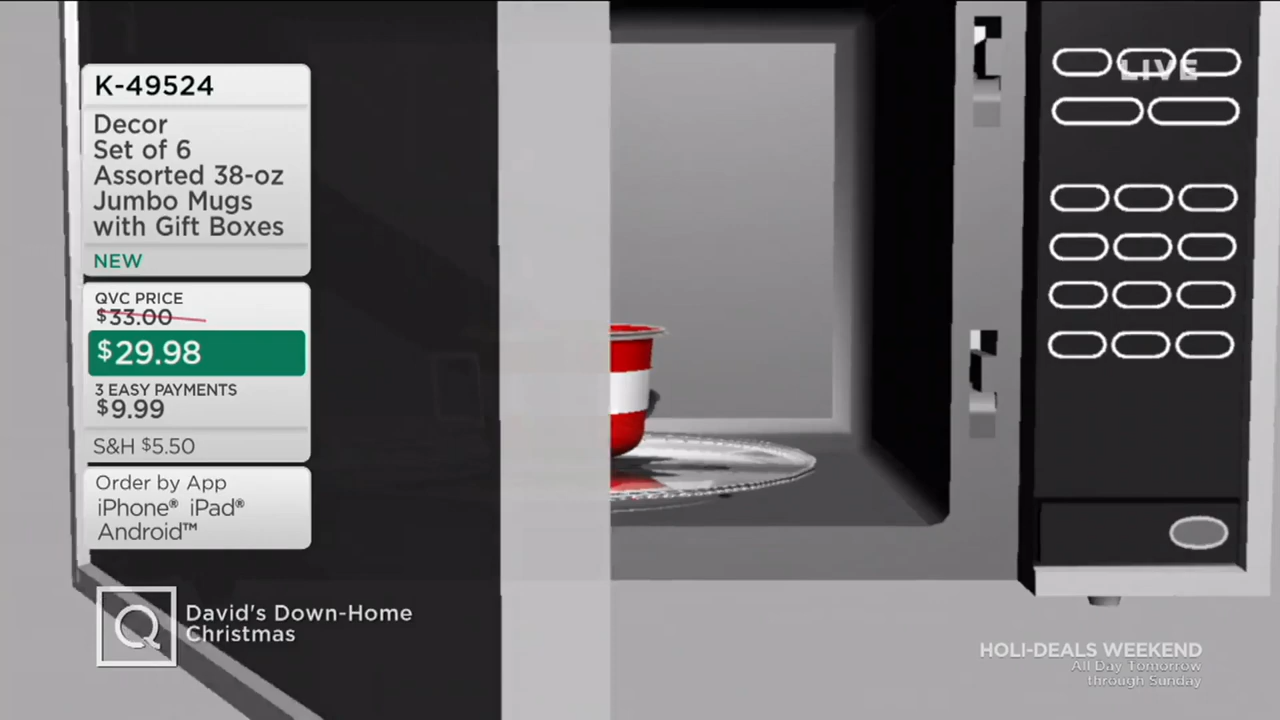 K-49524
Decor
Set of 6
Assorted 38-oz
Jumbo Mugs
with Gift Boxes
NEW
QVC PRICE
$33.00
$29.98
3 EASY PAYMENTS
$9.99
S&H $5.50
Order by App
iPhone® iPad®
Android™
Q
David's Down-Home
Christmas
LIVE
HOLI-DEALS WEEKEND
All Day Tomorrow
through Sunday